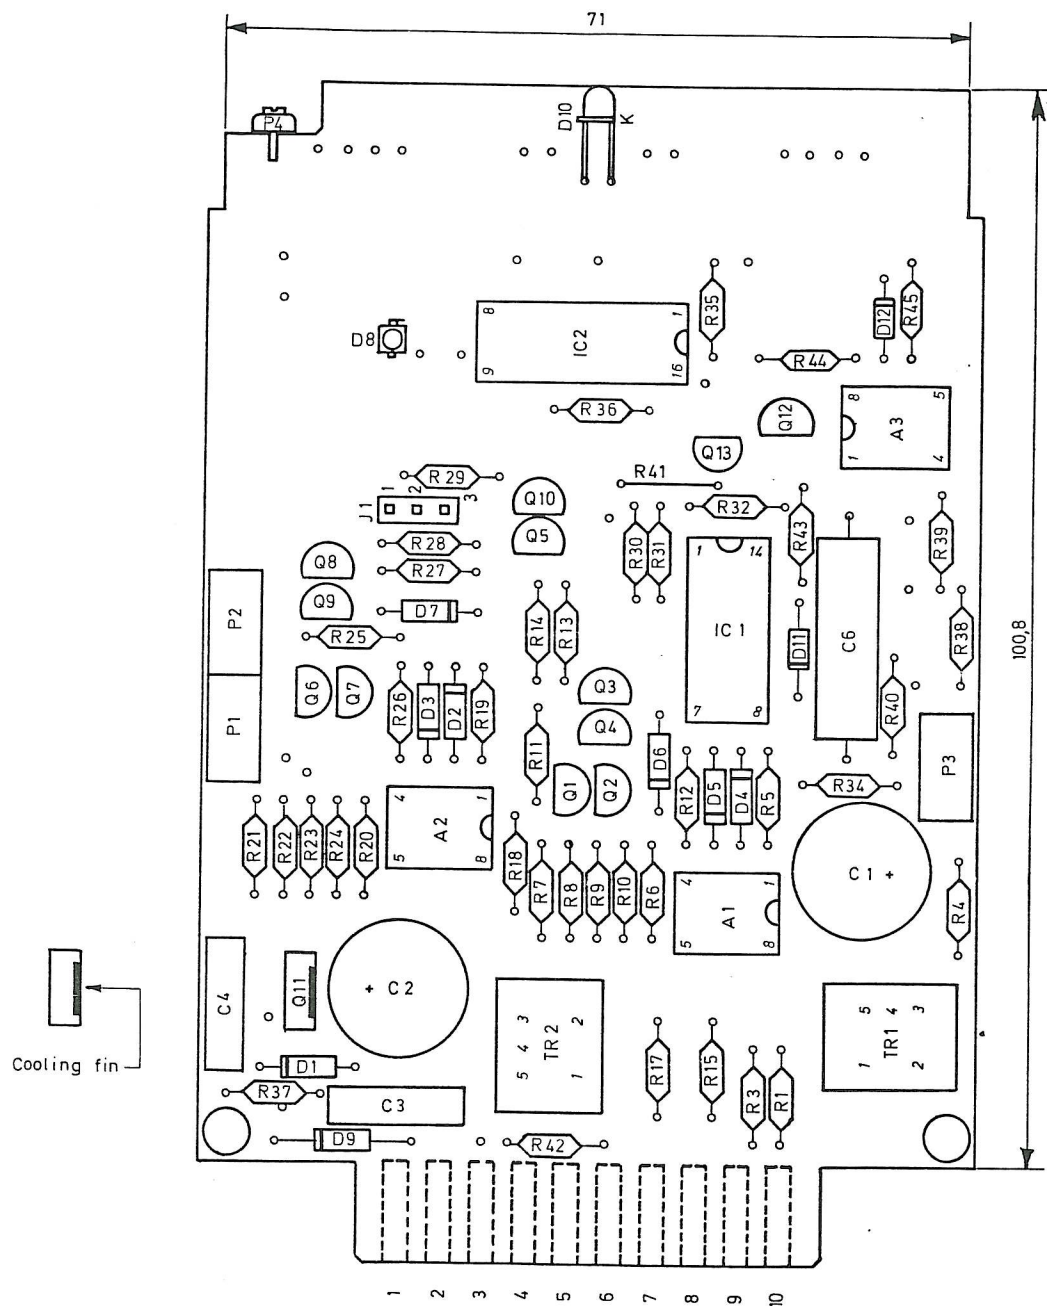 71
P4
D10
K
D8
8
1
9
16
IC2
R35
D12
R45
R44
R36
Q12
8
5
1
4
A3
Q13
R29
R41
J1
1
2
3
Q10
Q5
R32
R43
R39
R28
R27
Q8
Q9
R30
R31
1
14
7
8
IC1
D7
R25
R14
R13
D11
C6
R38
P2
P1
Q6
Q7
R26
D3
D2
R19
Q3
Q4
R40
R11
D6
Q1
Q2
R12
D5
D4
R5
R34
P3
100,8
R21
R22
R23
R24
R20
4
1
5
8
A2
R18
R7
R8
R9
R10
R6
4
1
5
8
A1
C1 +
R4
C4
Q11
+ C2
3
4
5
2
1
TR2
5
4
3
1
2
TR1
Cooling fin
D1
R37
C3
R17
R15
R3
R1
D9
R42
1
2
3
4
5
6
7
8
9
10